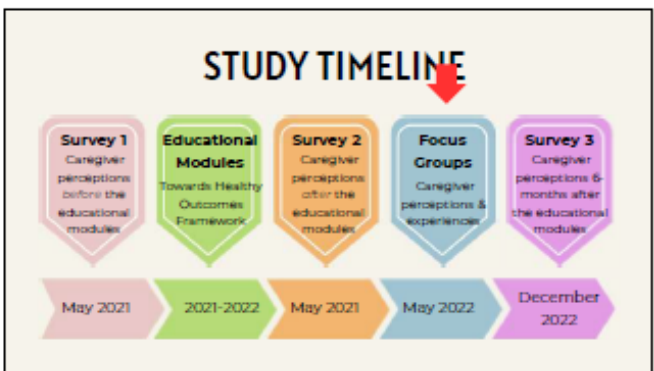 STUDY TIMELINE
Survey 1
Caregiver
perceptions
before the
educational
modules
Educational
Modules
Towards Healthy
Outcomes
Framework
Survey 2
Caregiver
perceptions
after the
educational
modules
Focus
Groups
Caregiver
perceptions &
experiences
Survey 3
Caregiver
perceptions 6-
months after
the educational
modules
May 2021
2021-2022
May 2021
May 2022
December
2022